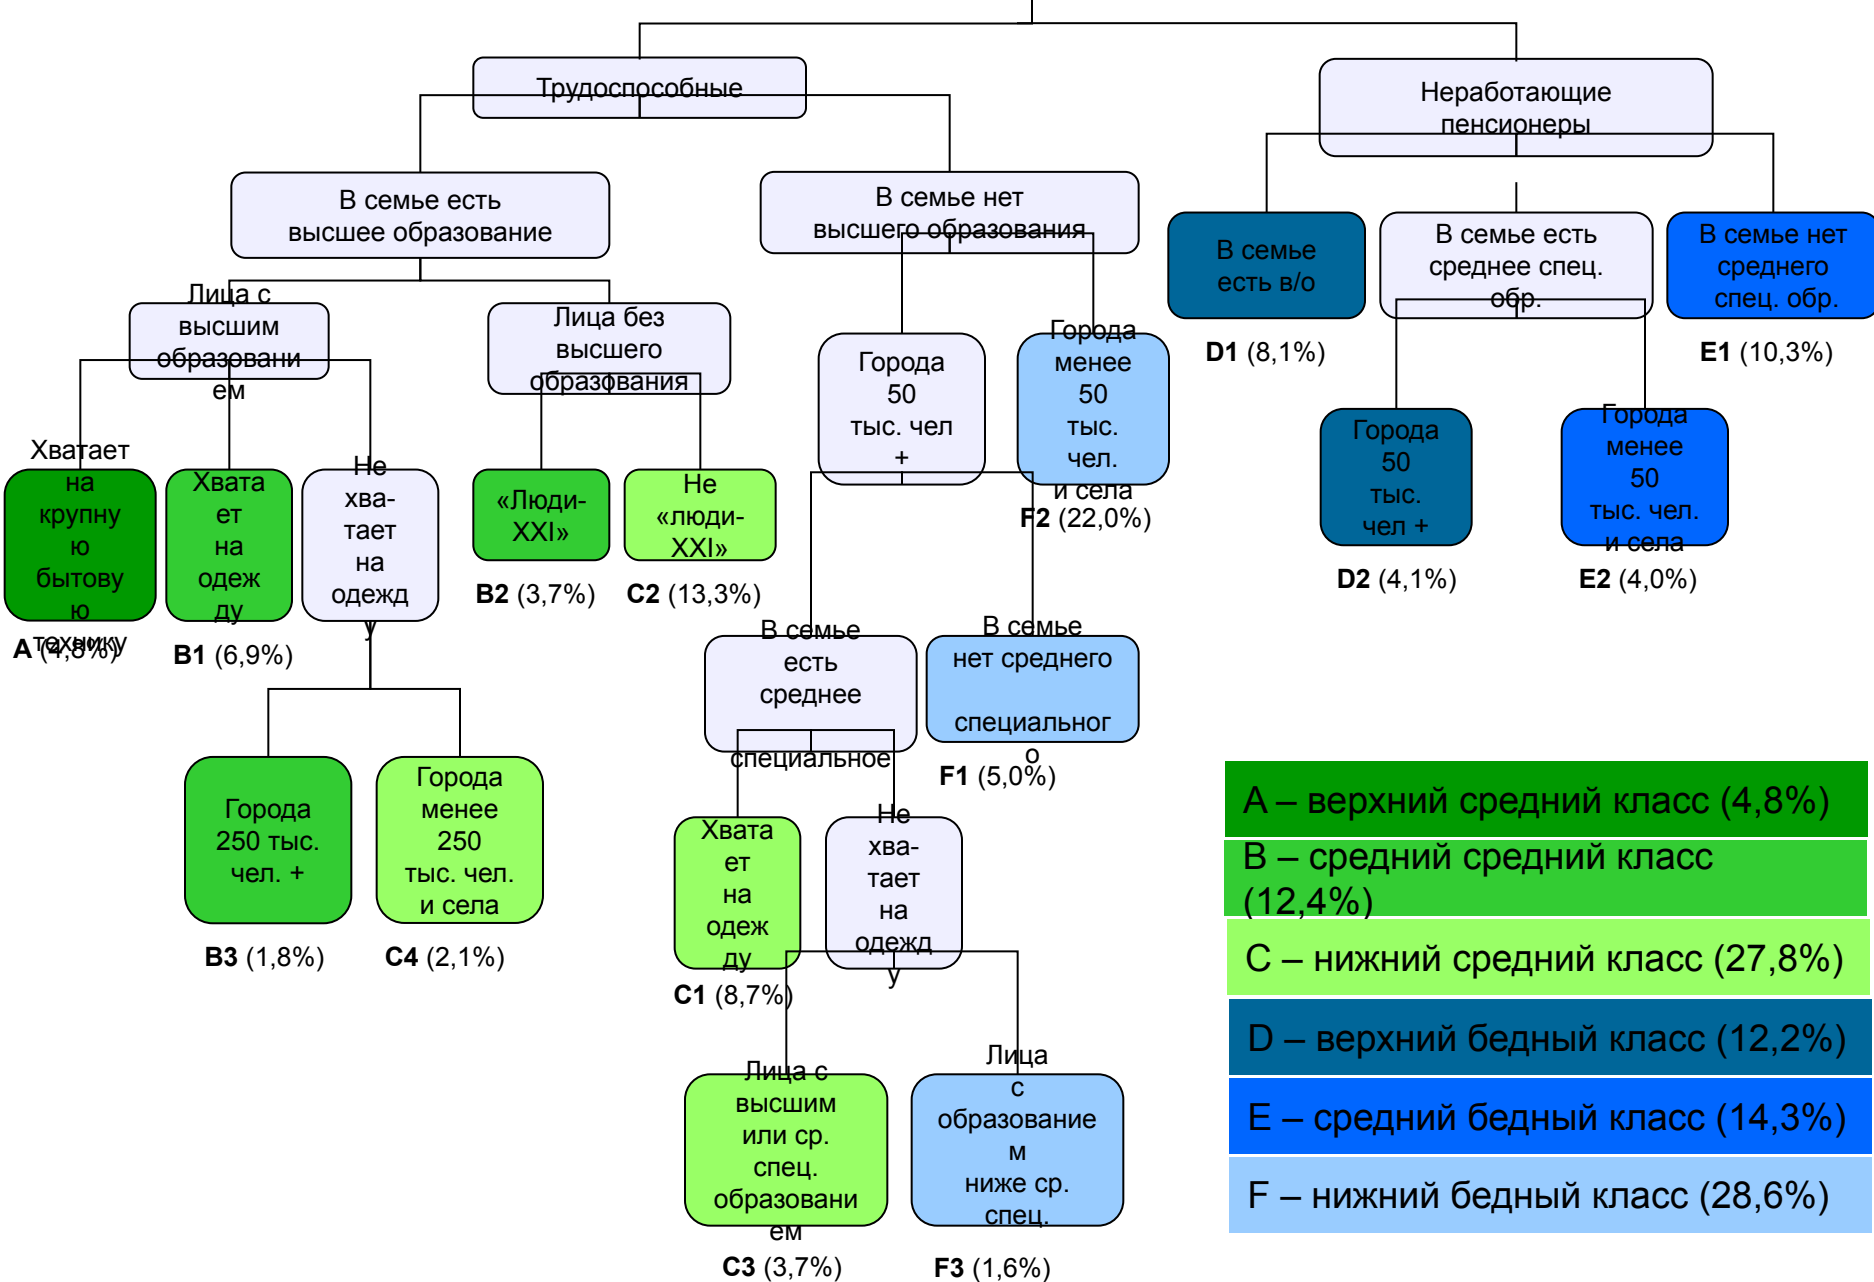 Трудоспособные
Неработающие
пенсионеры
В семье есть
высшее образование
В семье нет
высшего образования
В семье
есть в/о
D1 (8,1%)
В семье есть
среднее спец.
обр.
В семье нет
среднего
спец. обр.
E1 (10,3%)
Лица с
высшим
образовани
ем
Лица без
высшего
образования
Города
50
тыс. чел
+
Города
менее
50
тыс.
чел.
и села
F2 (22,0%)
Города
50
тыс.
чел +
D2 (4,1%)
Города
менее
50
тыс. чел.
и села
E2 (4,0%)
Хватает
на
крупну
ю
бытову
ю
технику
A (4,8%)
Хвата
ет
на
одеж
ду
B1 (6,9%)
Не
хва-
тает
на
одежд
у
«Люди-
XXI»
B2 (3,7%)
Не
«люди-
XXI»
C2 (13,3%)
В семье
есть
среднее
специальное
В семье
нет среднего
специальног
о
F1 (5,0%)
Города
250 тыс.
чел. +
B3 (1,8%)
Города
менее
250
тыс. чел.
и села
C4 (2,1%)
Хвата
ет
на
одеж
ду
C1 (8,7%)
Не
хва-
тает
на
одежд
у
Лица с
высшим
или ср.
спец.
образовани
ем
C3 (3,7%)
Лица
с
образование
м
ниже ср.
спец.
F3 (1,6%)
A – верхний средний класс (4,8%)
B – средний средний класс
(12,4%)
C – нижний средний класс (27,8%)
D – верхний бедный класс (12,2%)
E – средний бедный класс (14,3%)
F – нижний бедный класс (28,6%)